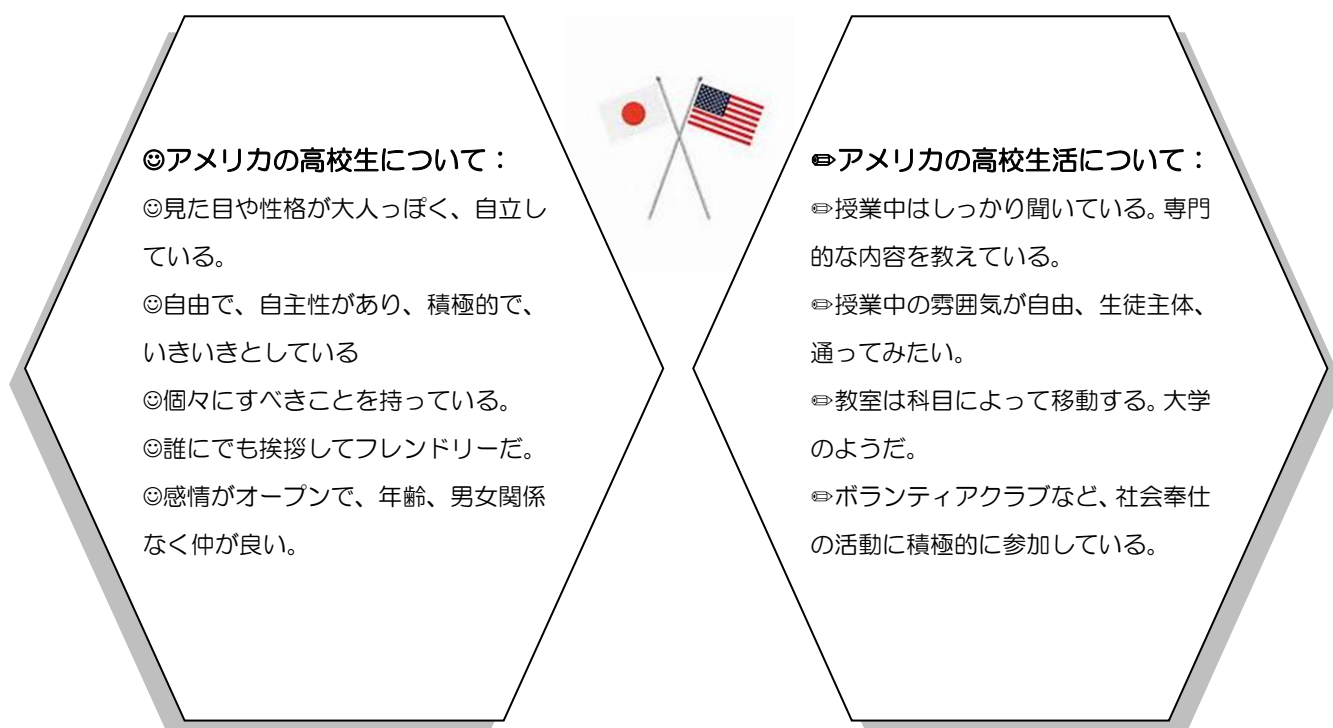 ☺アメリカの高校生について：
☺見た目や性格が大人っぽく、自立し
ている。
☺自由で、自主性があり、積極的で、
いきいきとしている
☺個々にすべきことを持っている。
☺誰にでも挨拶してフレンドリーだ。
☺感情がオープンで、年齢、男女関係
なく仲が良い。
✏アメリカの高校生活について：
✏授業中はしっかり聞いている。専門
的な内容を教えている。
✏授業中の雰囲気が自由、生徒主体、
通ってみたい。
✏教室は科目によって移動する。大学
のようだ。
✏ボランティアクラブなど、社会奉仕
の活動に積極的に参加している。